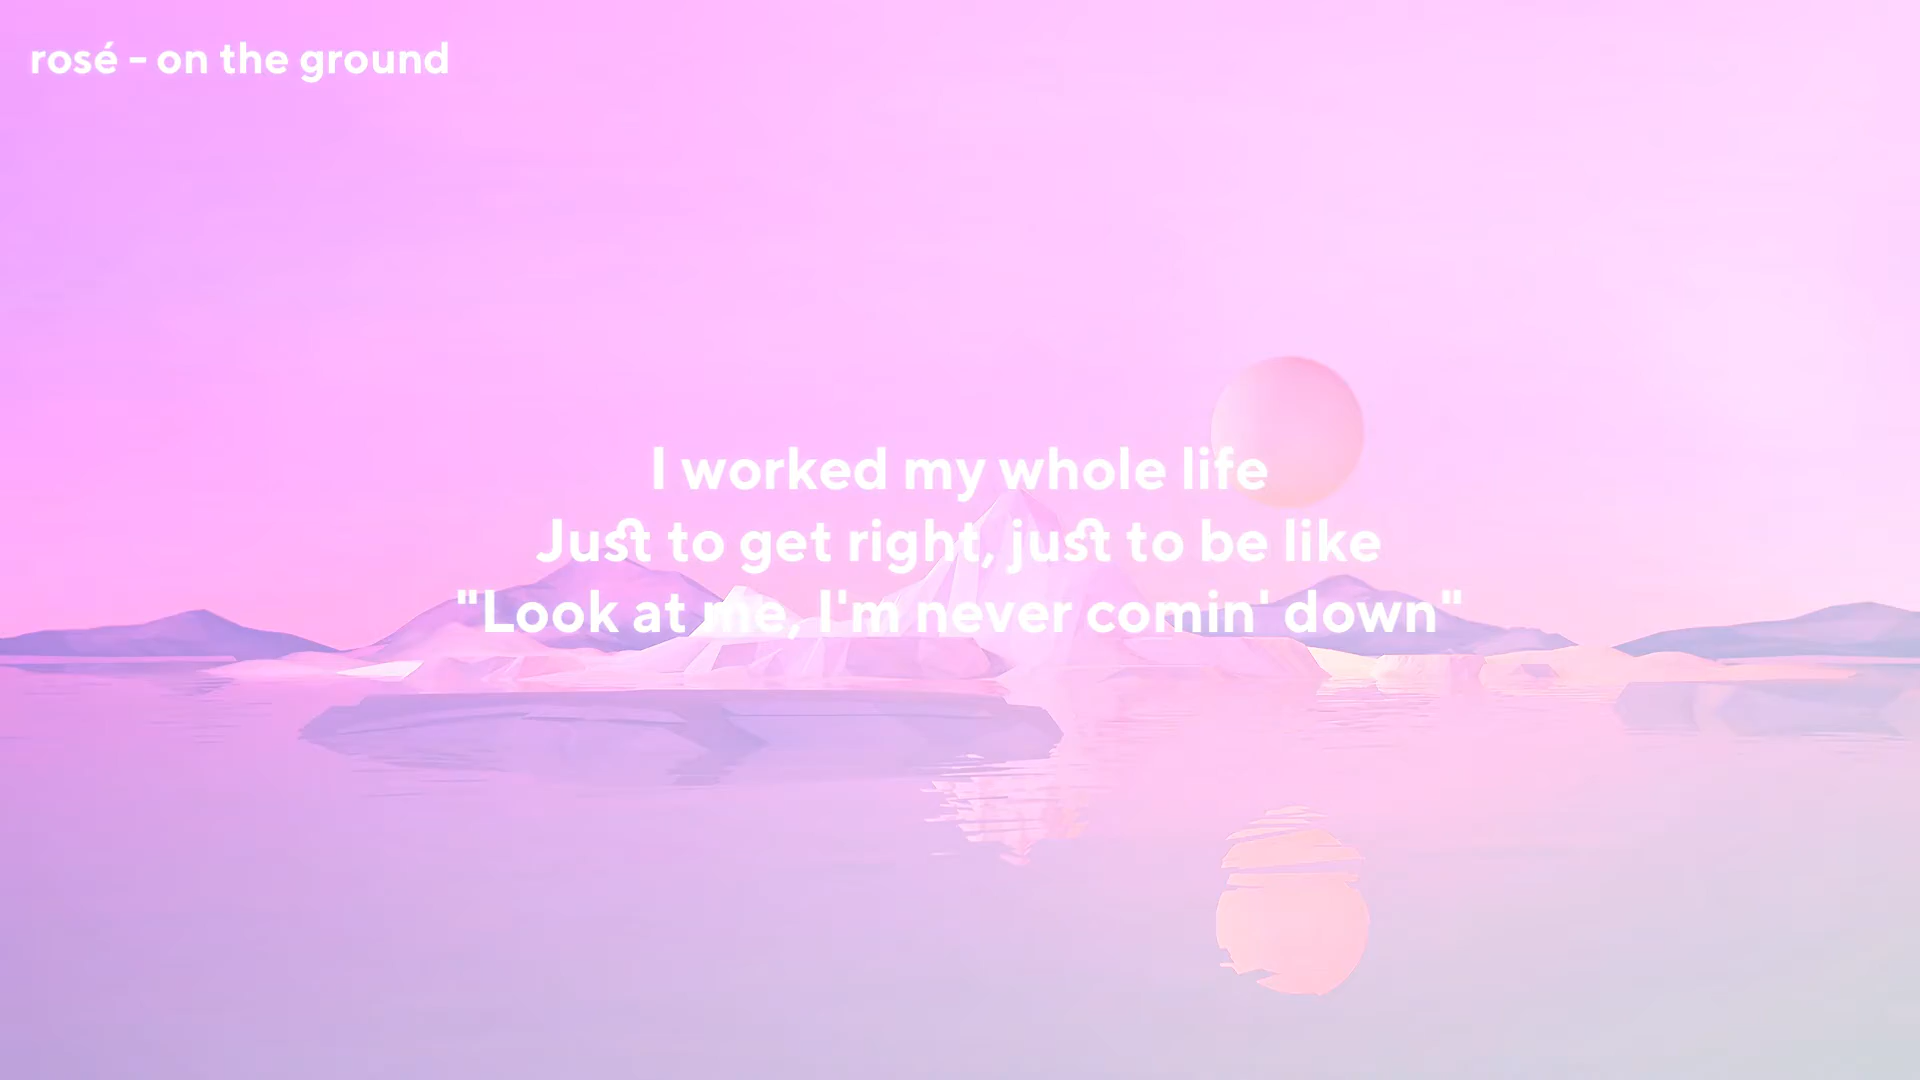 rosé - on the ground
I worked my whole life
Just to get right, just to be like
"Look at me, I'm never comin' down"